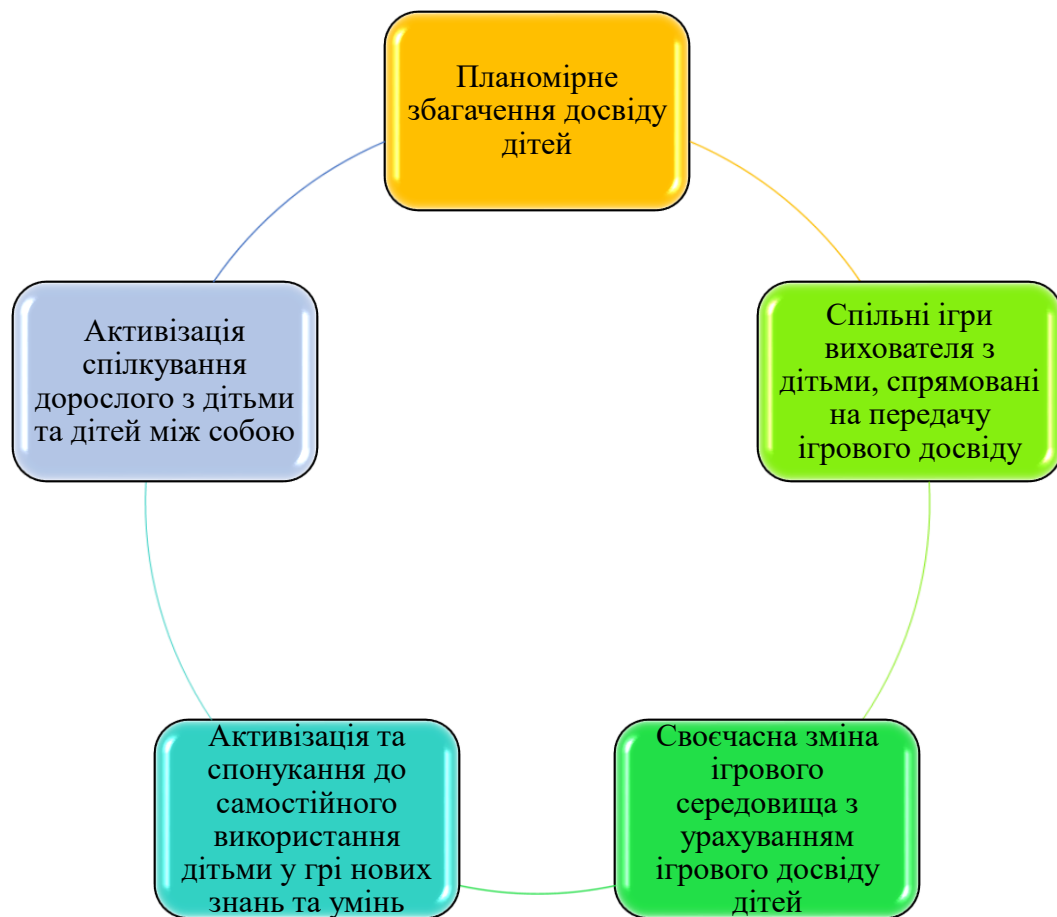 Планомірне
збагачення досвіду
дітей
Спільні ігри
вихователя з
дітьми, спрямовані
на передачу
ігрового досвіду
Своєчасна зміна
ігрового
середовища з
урахуванням
ігрового досвіду
дітей
Активізація та
спонукання до
самостійного
використання
дітьми у грі нових
знань та умінь
Активізація
спілкування
дорослого з дітьми
та дітей між собою